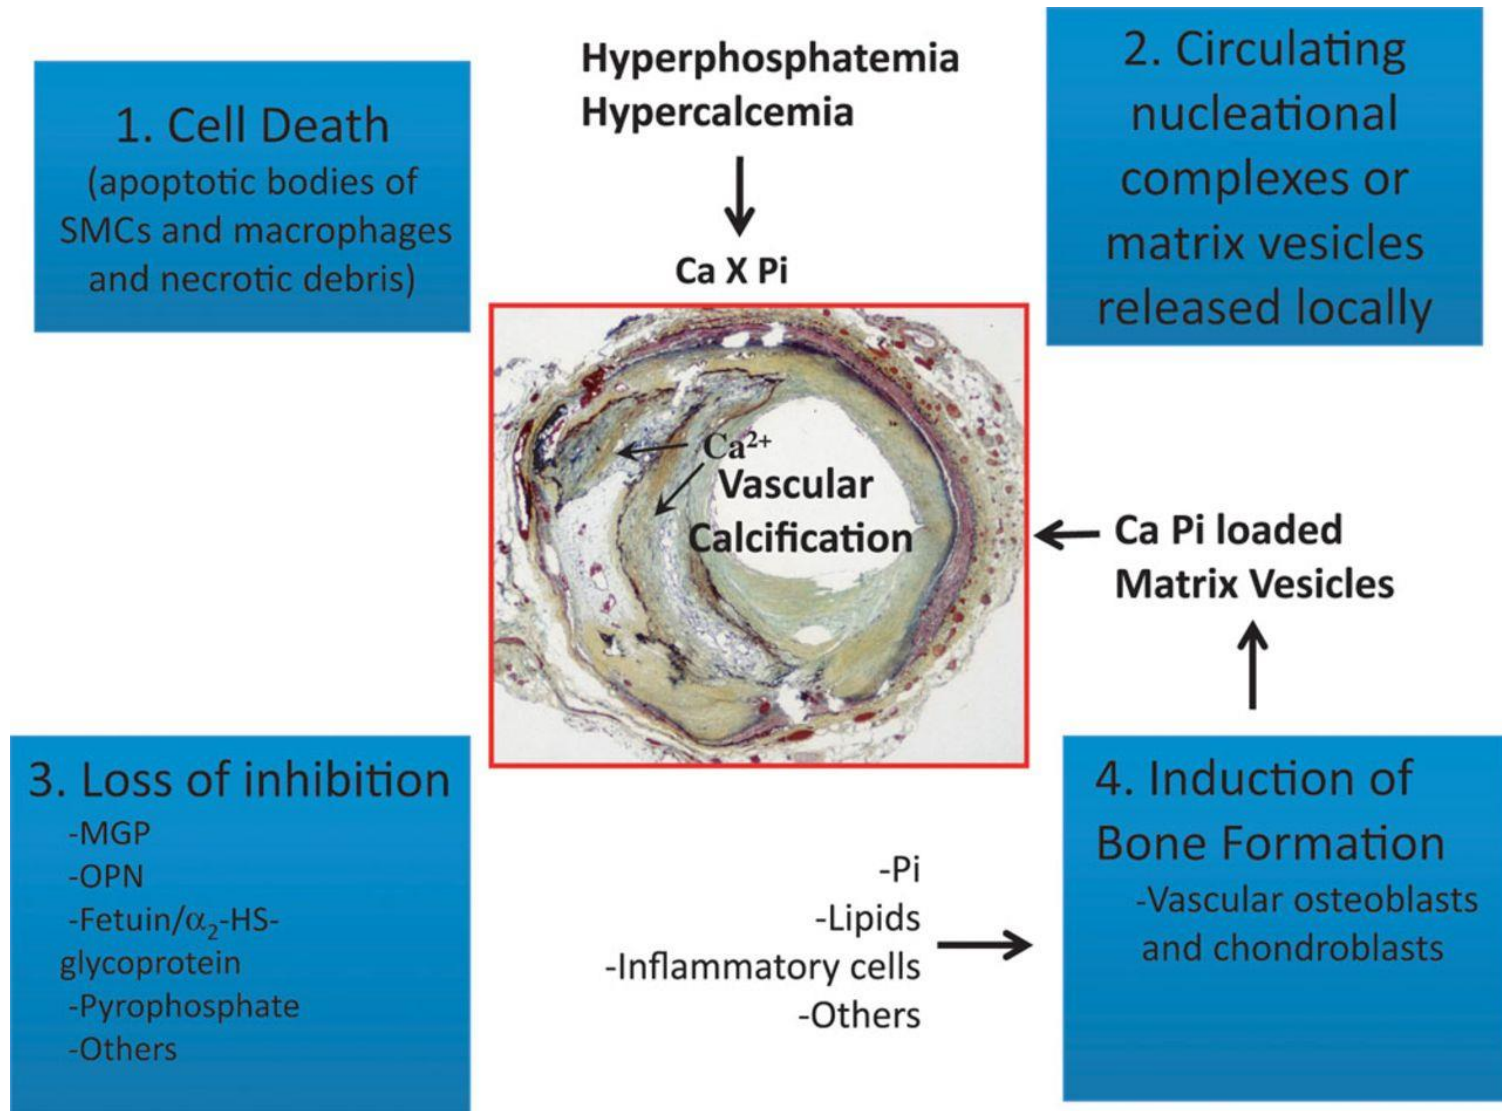 1. Cell Death
(apoptotic bodies of
SMCs and macrophages
and necrotic debris)
Hyperphosphatemia
Hypercalcemia
Ca X Pi
2. Circulating
nucleational
complexes or
matrix vesicles
released locally
Ca²⁺
Vascular
Calcification
Ca Pi loaded
Matrix Vesicles
3. Loss of inhibition
-MGP
-OPN
-Fetuin/α₂-HS-
glycoprotein
-Pyrophosphate
-Others
-Pi
-Lipids
-Inflammatory cells
-Others
4. Induction of
Bone Formation
-Vascular osteoblasts
and chondroblasts